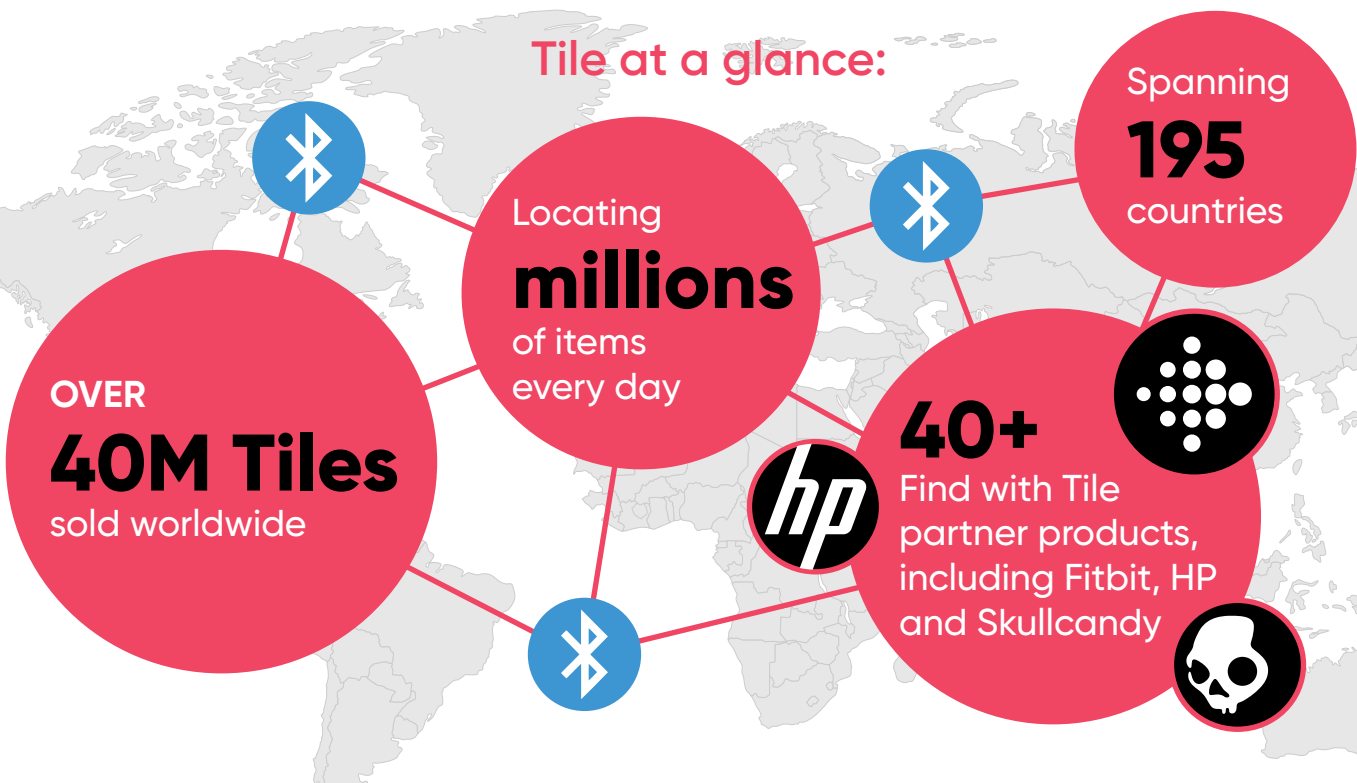 Tile at a glance:
Spanning
195
countries
Locating
millions
of items
every day
OVER
40M Tiles
sold worldwide
40+
Find with Tile
partner products,
including Fitbit, HP
and Skullcandy
hp